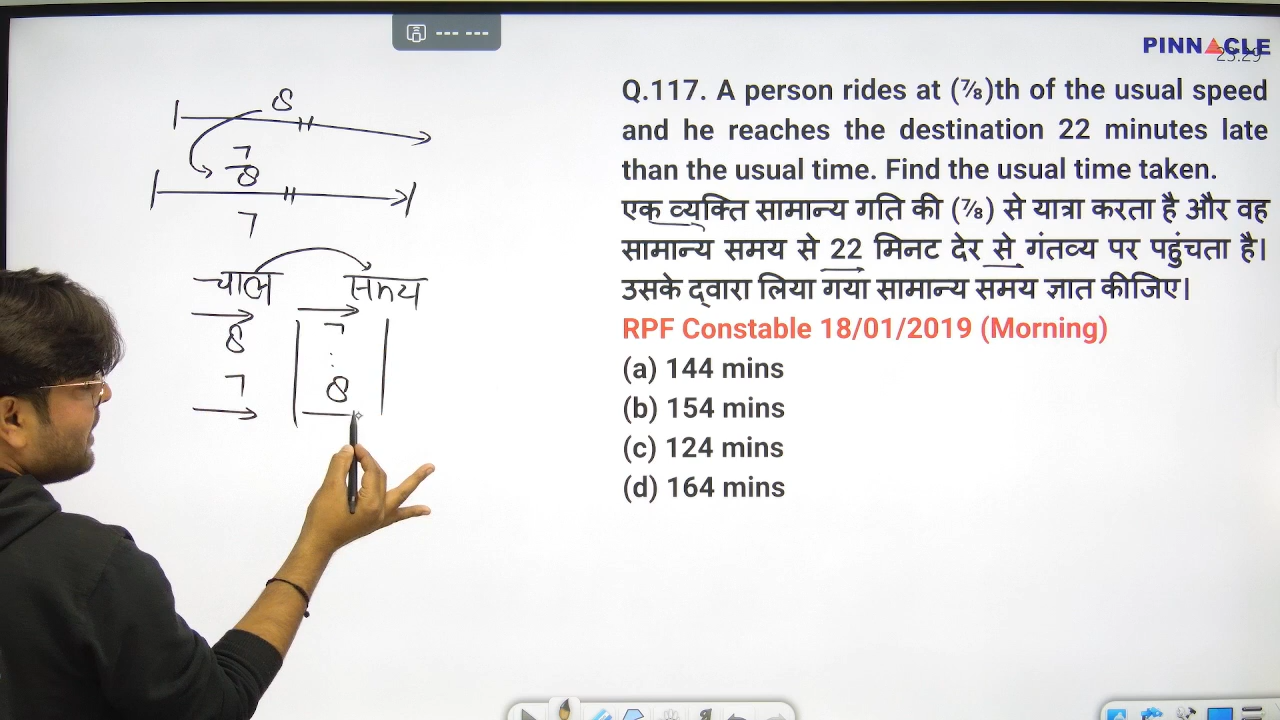 PINNACLE
23:29
8
7
8
7
चाल समय
8 7
:
7 8
Q.117. A person rides at (⅞)th of the usual speed
and he reaches the destination 22 minutes late
than the usual time. Find the usual time taken.
एक व्यक्ति सामान्य गति की (⅞) से यात्रा करता है और वह
सामान्य समय से 22 मिनट देर से गंतव्य पर पहुंचता है।
उसके द्वारा लिया गया सामान्य समय ज्ञात कीजिए।
RPF Constable 18/01/2019 (Morning)
(a) 144 mins
(b) 154 mins
(c) 124 mins
(d) 164 mins